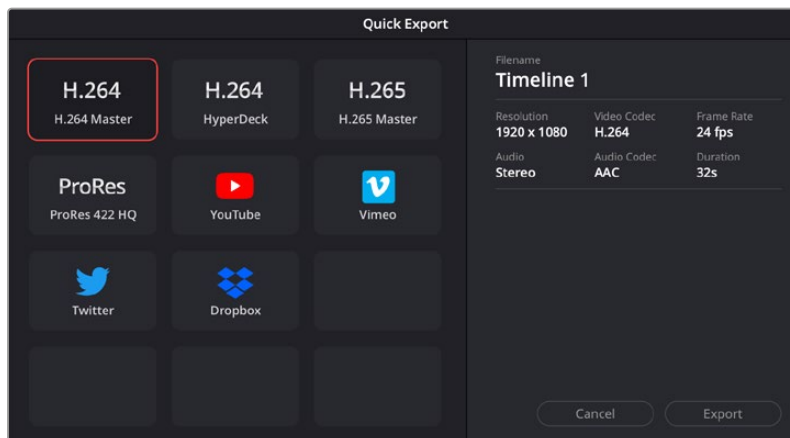 Quick Export
H.264
H.264 Master
H.264
HyperDeck
H.265
H.265 Master
ProRes
ProRes 422 HQ
YouTube
Vimeo
Twitter
Dropbox
Filename
Timeline 1
Resolution
1920 x 1080
Video Codec
H.264
Frame Rate
24 fps
Audio
Stereo
Audio Codec
AAC
Duration
32s
Cancel
Export